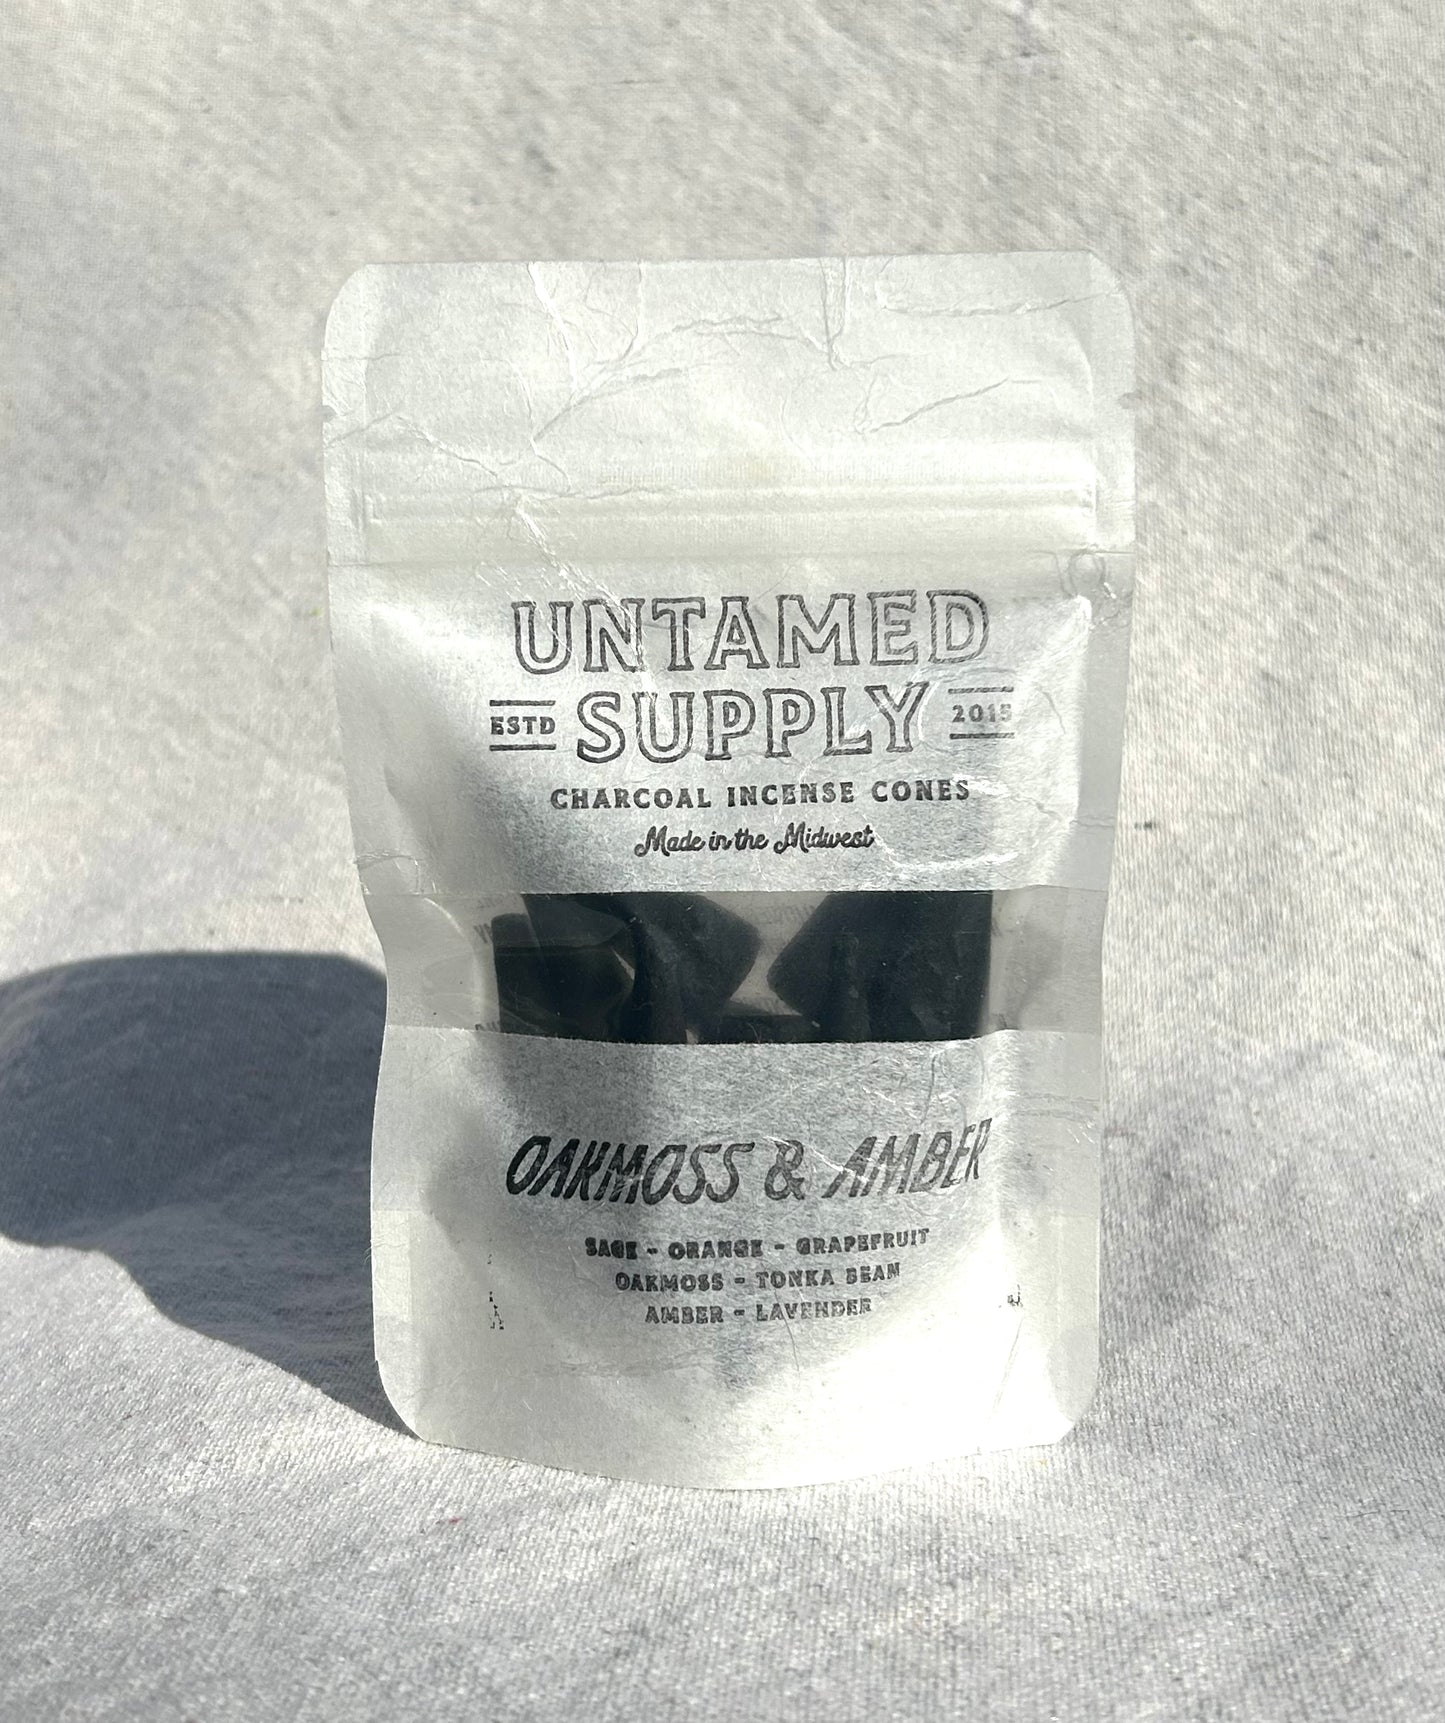 UNTAMED
ESTD SUPPLY 2015
CHARCOAL INCENSE CONES
Made in the Midwest
OAKMOSS & AMBER
SAGE - ORANGE - GRAPEFRUIT
OAKMOSS - TONKA BEAN
AMBER - LAVENDER